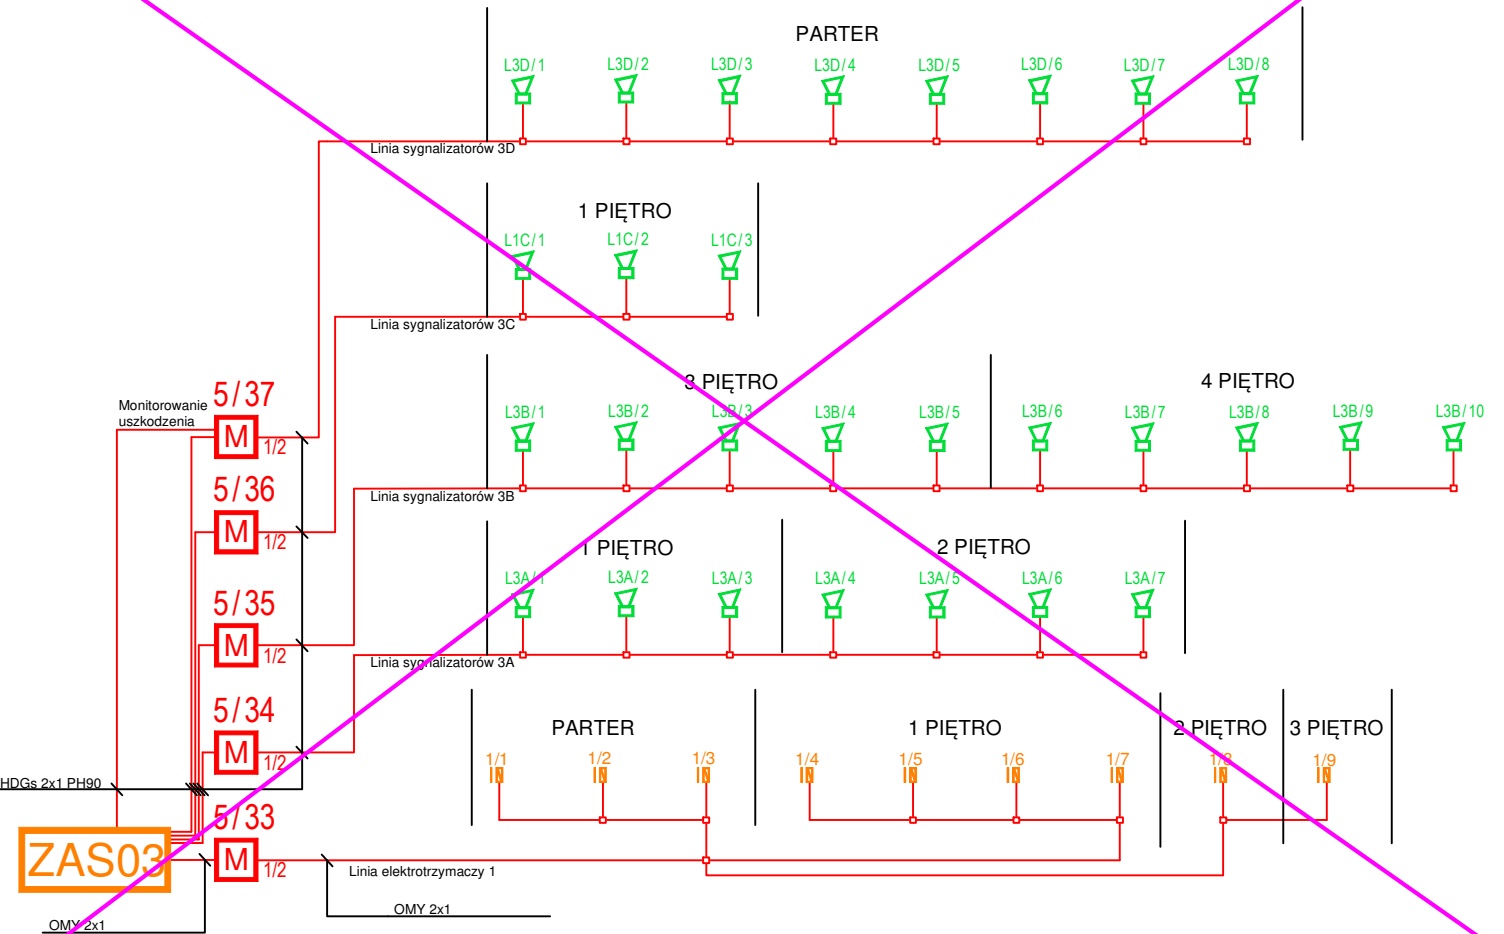 PARTER
L3D/1 L3D/2 L3D/3 L3D/4 L3D/5 L3D/6 L3D/7 L3D/8
Linia sygnalizatorów 3D
1 PIĘTRO
L1C/1 L1C/2 L1C/3
Linia sygnalizatorów 3C
3 PIĘTRO 4 PIĘTRO
L3B/1 L3B/2 L3B/3 L3B/4 L3B/5 L3B/6 L3B/7 L3B/8 L3B/9 L3B/10
Linia sygnalizatorów 3B
Monitorowanie
uszkodzenia
5/37
M 1/2
5/36
M 1/2
1 PIĘTRO 2 PIĘTRO
L3A/1 L3A/2 L3A/3 L3A/4 L3A/5 L3A/6 L3A/7
Linia sygnalizatorów 3A
5/35
M 1/2
5/34
M 1/2
PARTER 1 PIĘTRO 2 PIĘTRO 3 PIĘTRO
1/1 1/2 1/3 1/4 1/5 1/6 1/7 1/8 1/9
HDGs 2x1 PH90
5/33
M 1/2
ZAS03
Linia elektrotrzymaczy 1
OMY 2x1
OMY 2x1